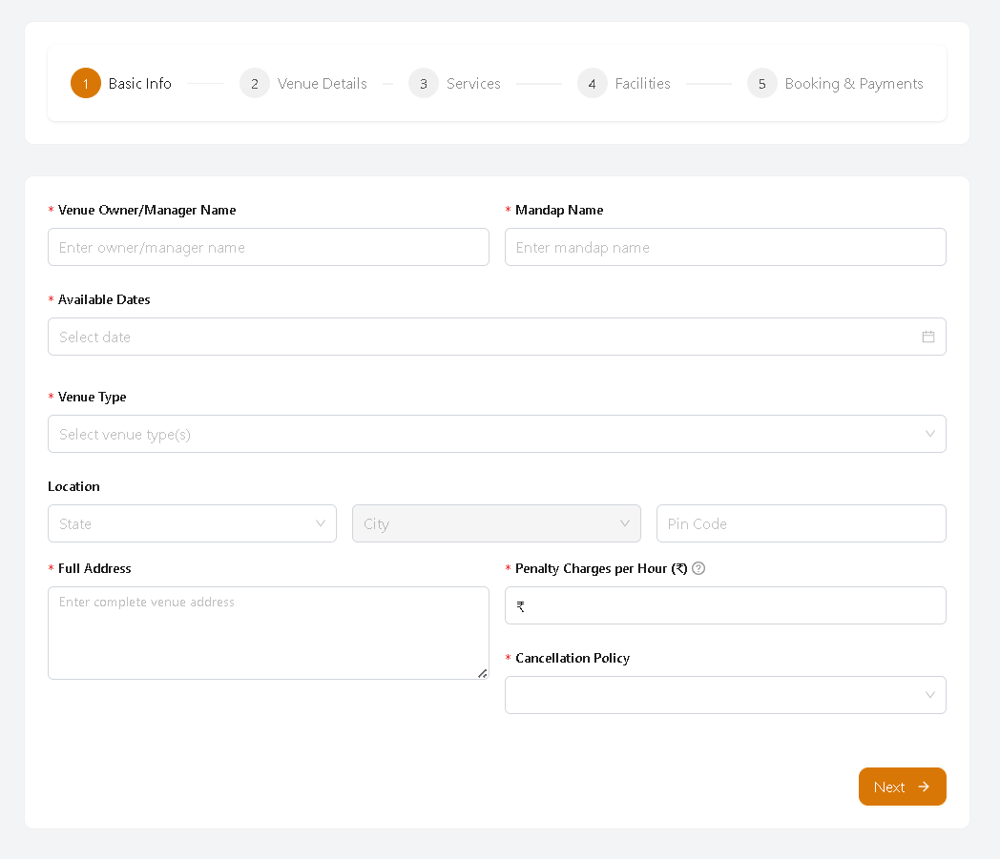 1 Basic Info 2 Venue Details 3 Services 4 Facilities 5 Booking & Payments
* Venue Owner/Manager Name * Mandap Name
Enter owner/manager name Enter mandap name
* Available Dates
Select date
* Venue Type
Select venue type(s)
Location
State City Pin Code
* Full Address * Penalty Charges per Hour (₹) ?
Enter complete venue address ₹
* Cancellation Policy
Next →